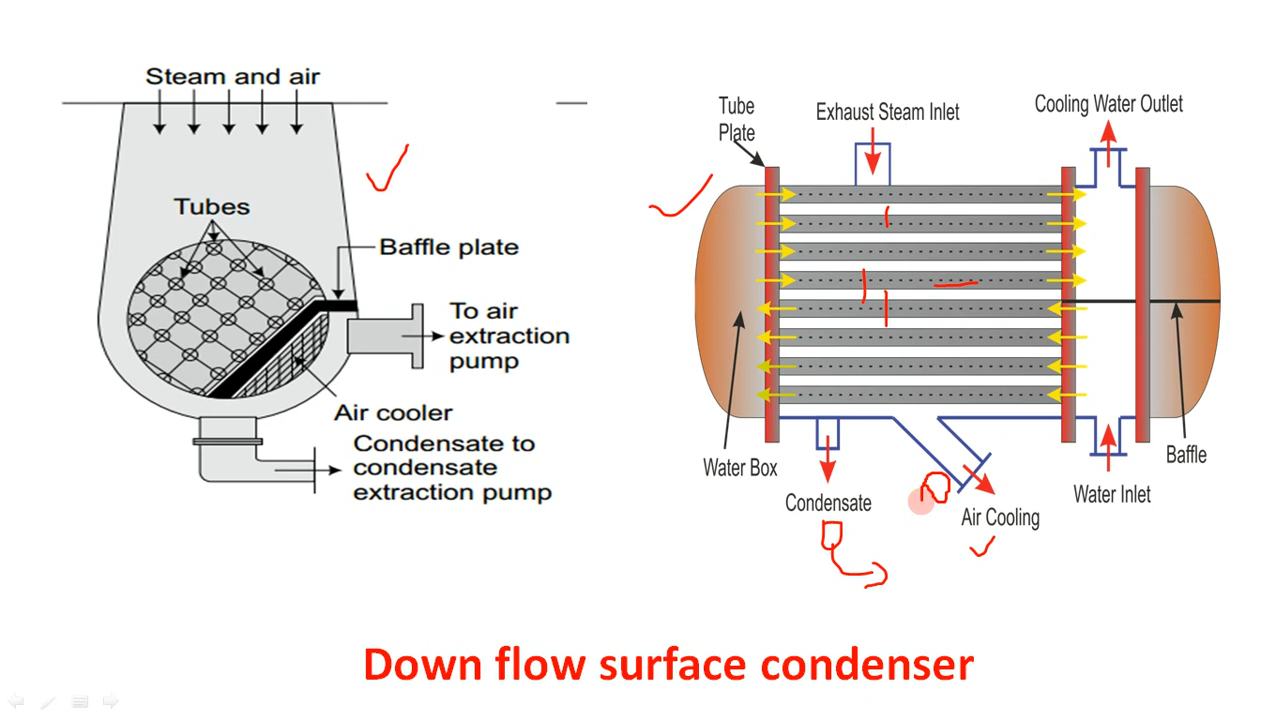 Steam and air
Tubes
Baffle plate
To air
extraction
pump
Air cooler
Condensate to
condensate
extraction pump
Tube
Plate
Exhaust Steam Inlet
Cooling Water Outlet
Water Box
Condensate
Air Cooling
Water Inlet
Baffle
Down flow surface condenser